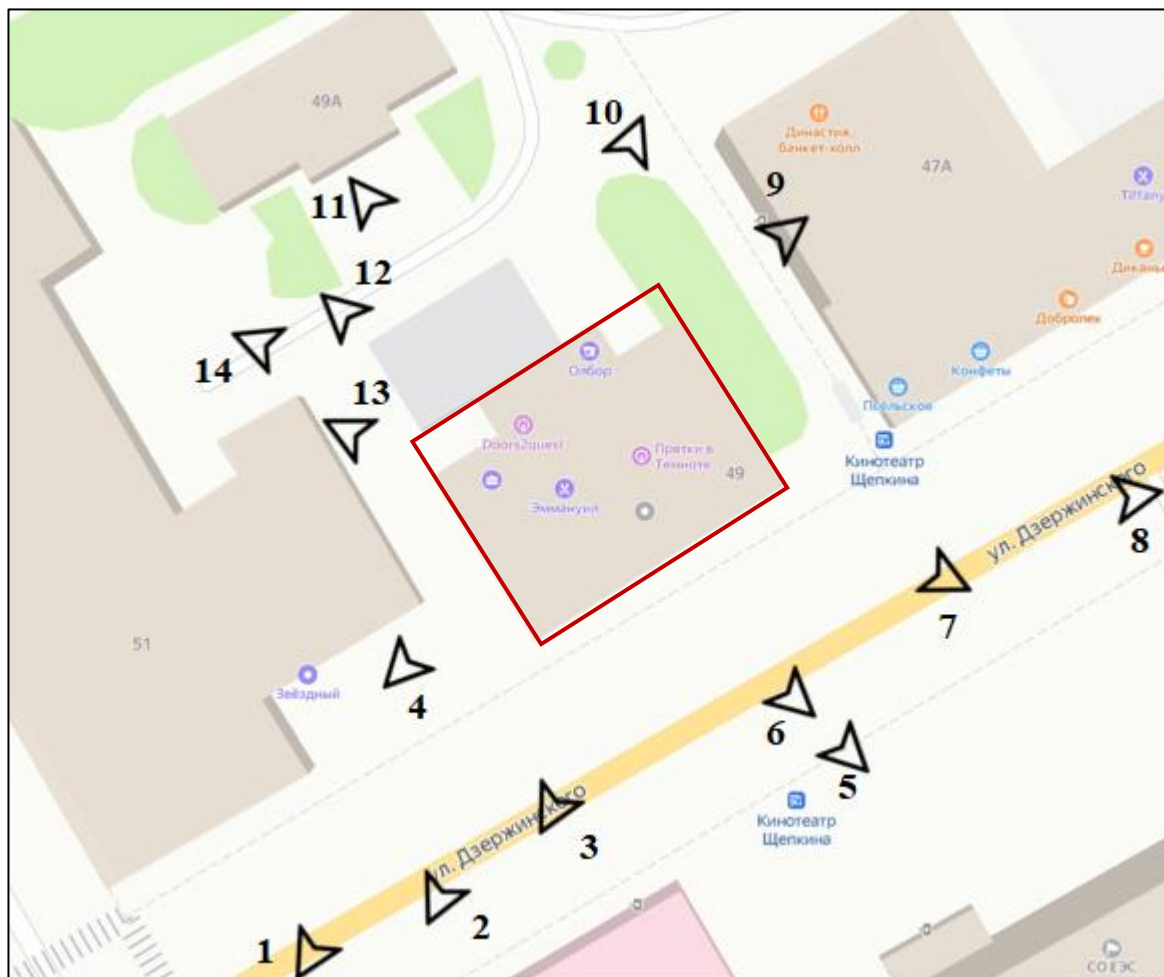 49А
10
Династия,
банкет-холл
47А
Tiffany
9
11
12
14
13
Добропек
Олбор
Конфеты
Doors2quest
Прятки в
Темноте
49
Эммануил
Кинотеатр
Щепкина
ул. Дзержинского
8
7
51
Звёздный
4
6
5
Кинотеатр
Щепкина
ул. Дзержинского
3
2
1
СО ЕЭС